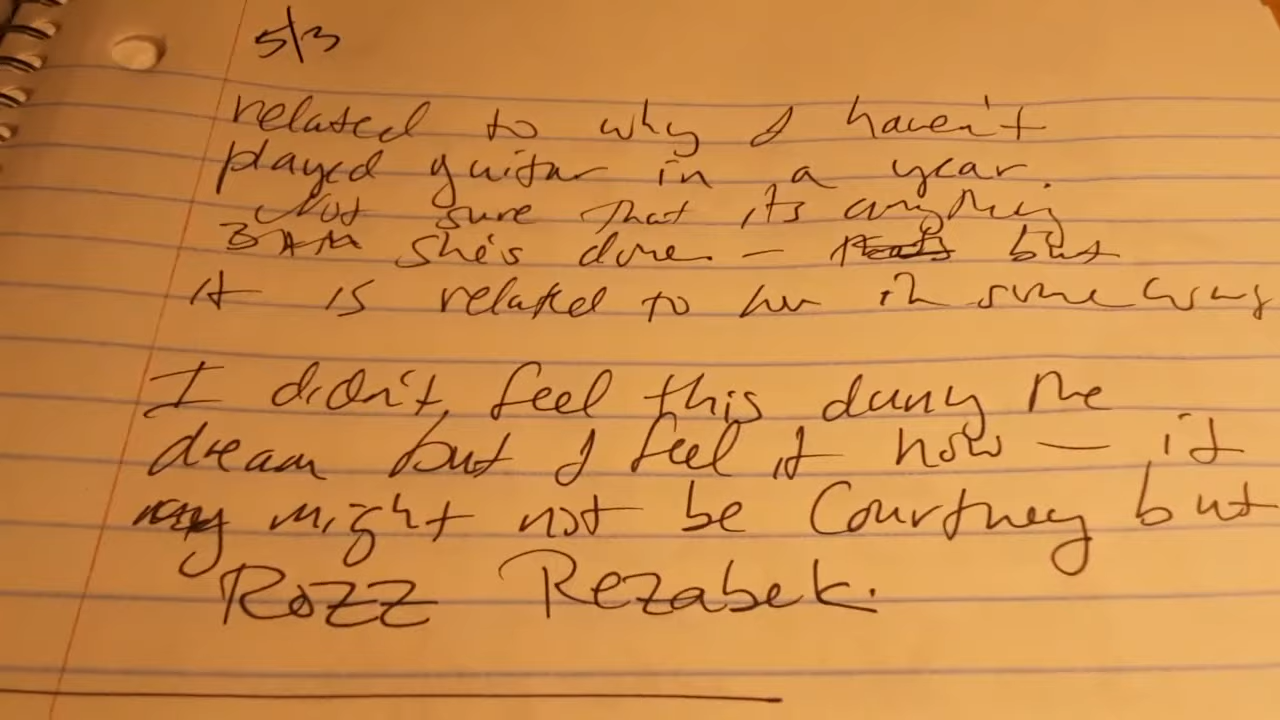 5/3
related to why I haven't
played guitar in a year.
Not sure that its anything
she's done — but
it is related to her in some way
I didn't feel this during the
dream but I feel it now — it
might not be Courtney but
Rozz Rezabek.